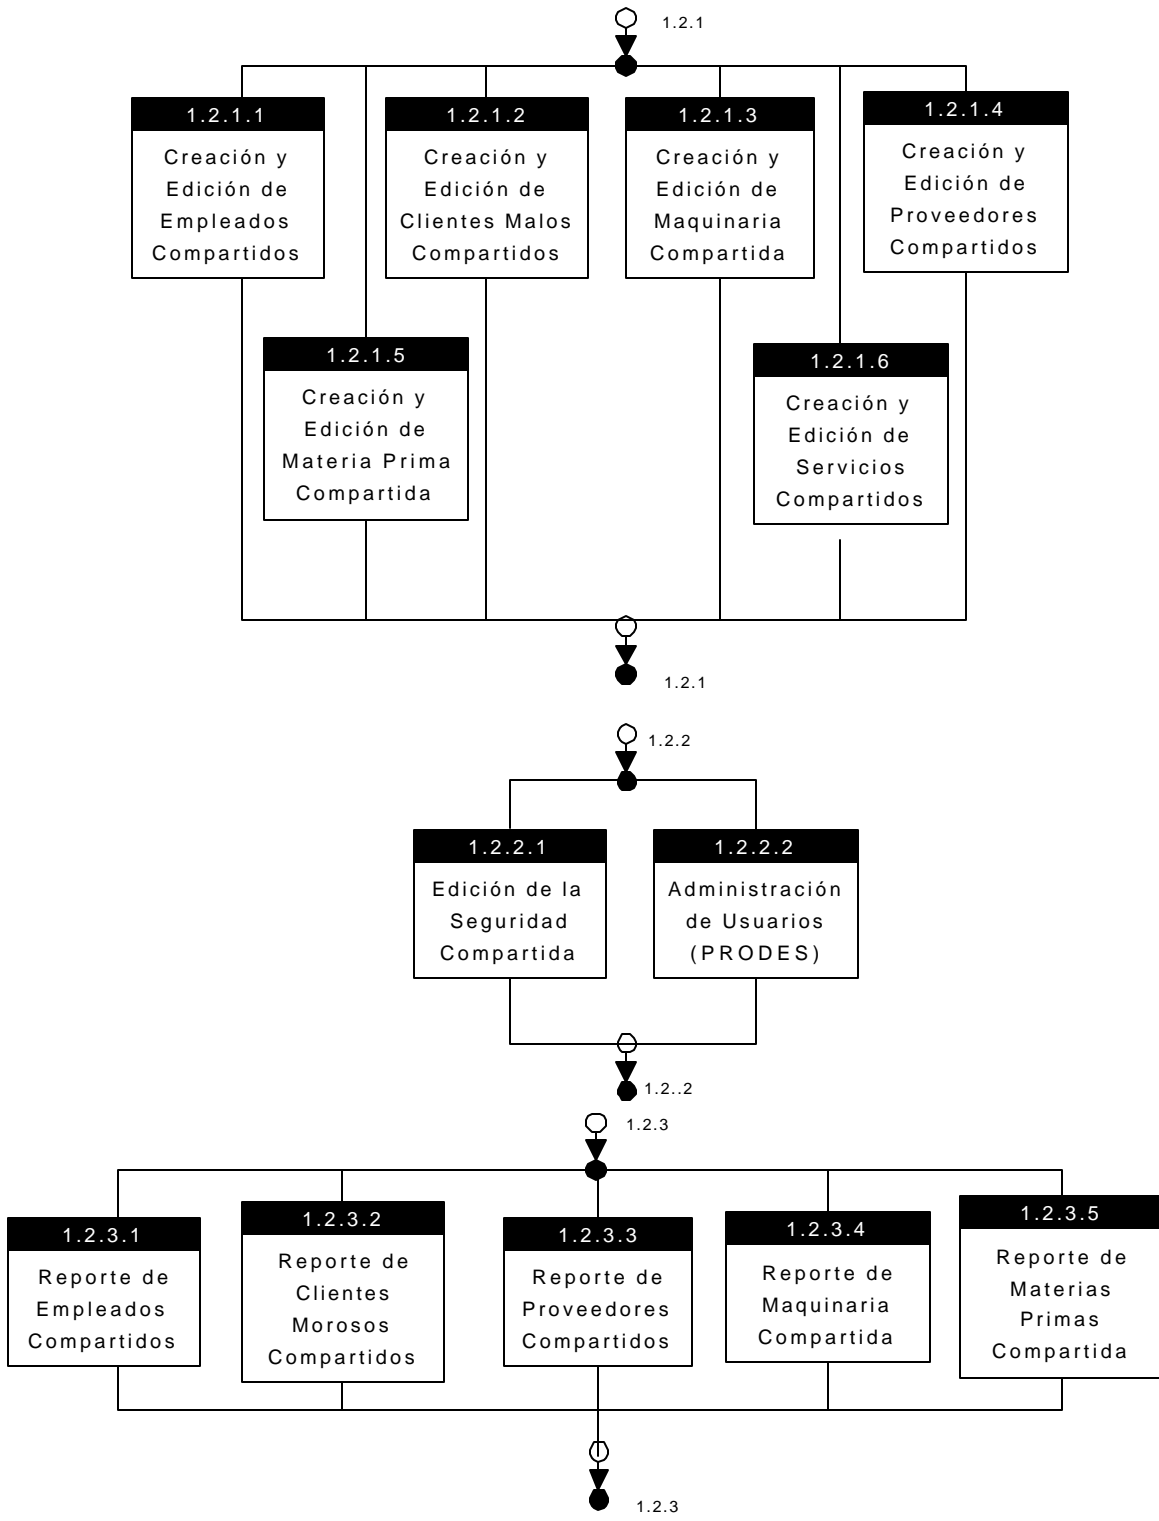 1.2.1
1.2.1.1
Creación y
Edición de
Empleados
Compartidos
1.2.1.2
Creación y
Edición de
Clientes Malos
Compartidos
1.2.1.3
Creación y
Edición de
Maquinaria
Compartida
1.2.1.4
Creación y
Edición de
Proveedores
Compartidos
1.2.1.5
Creación y
Edición de
Materia Prima
Compartida
1.2.1.6
Creación y
Edición de
Servicios
Compartidos
1.2.1
1.2.2
1.2.2.1
Edición de la
Seguridad
Compartida
1.2.2.2
Administración
de Usuarios
(PRODES)
1.2..2
1.2.3
1.2.3.1
Reporte de
Empleados
Compartidos
1.2.3.2
Reporte de
Clientes
Morosos
Compartidos
1.2.3.3
Reporte de
Proveedores
Compartidos
1.2.3.4
Reporte de
Maquinaria
Compartida
1.2.3.5
Reporte de
Materias
Primas
Compartida
1.2.3